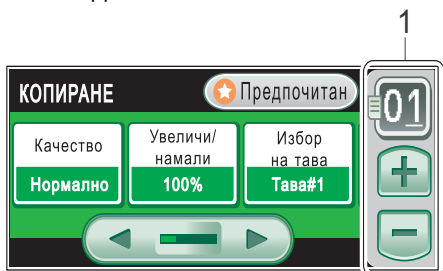 1
КОПИРАНЕ
Предпочитан
01
Качество
Нормално
Увеличи/
намали
100%
Избор
на тава
Тава#1